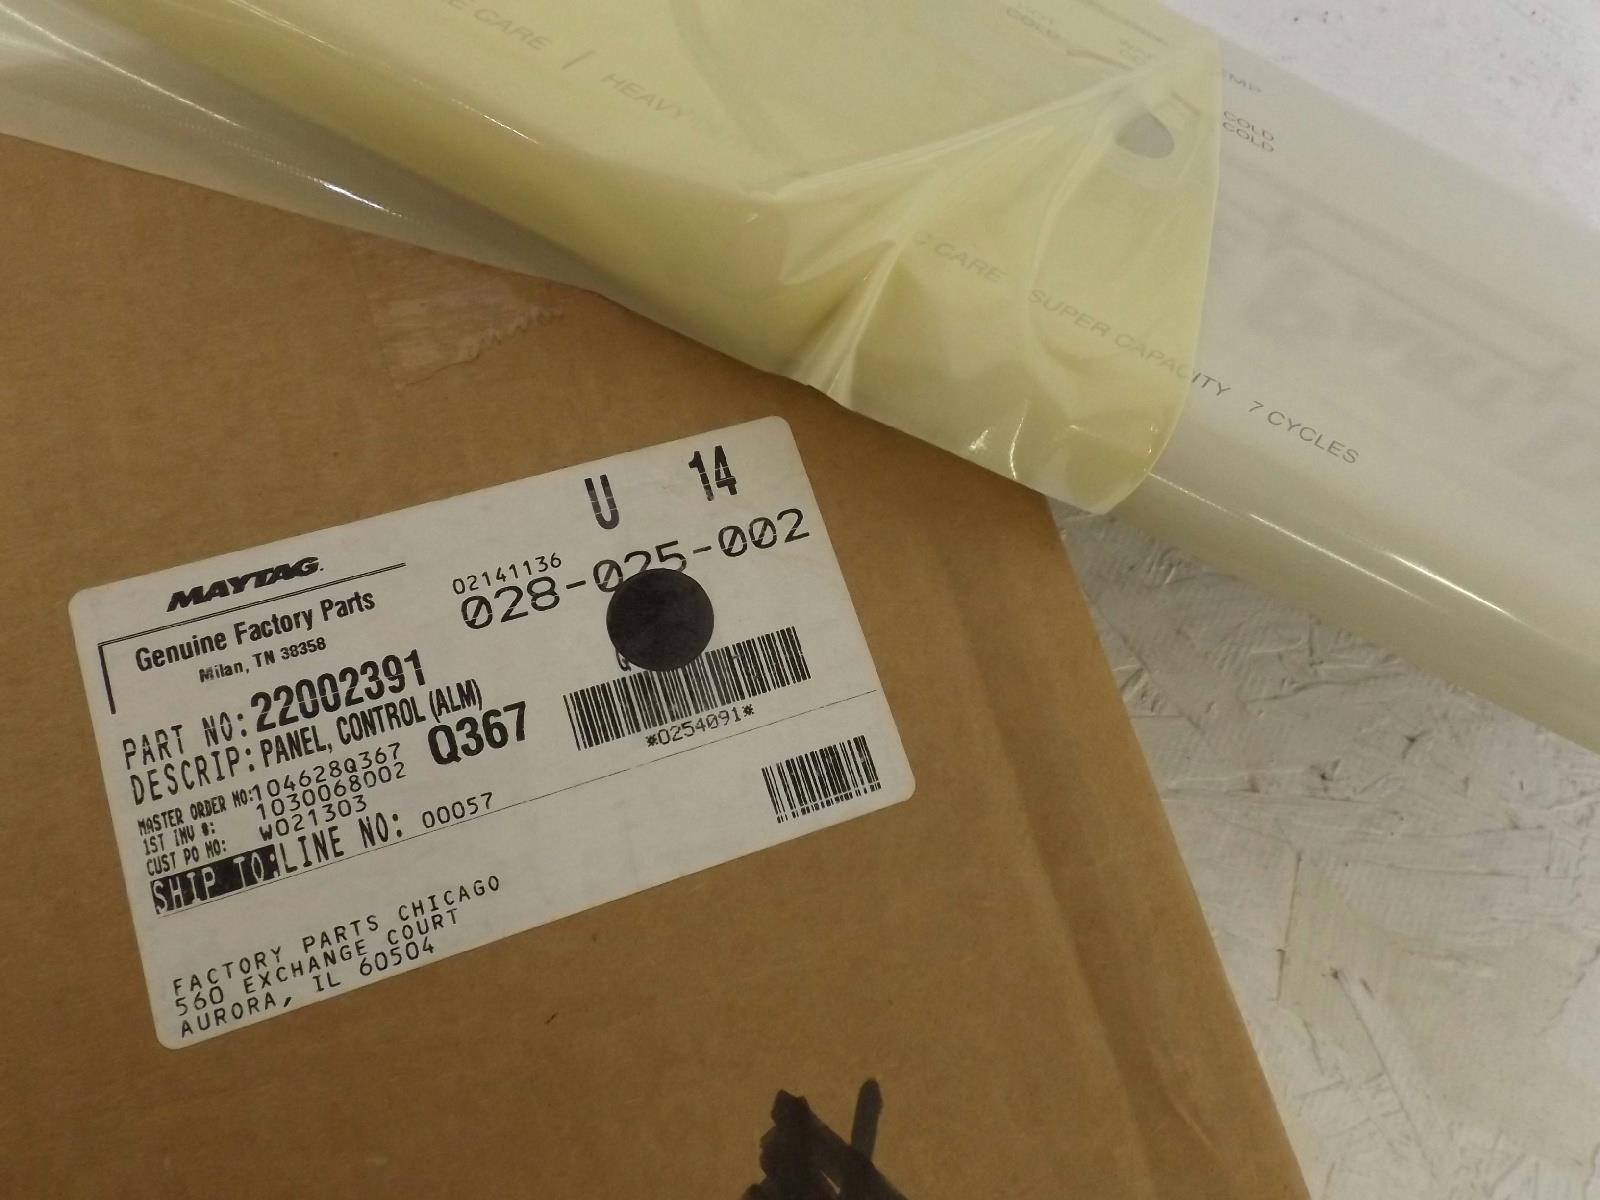 CARE / HEAVY
COLD
COLD
COLD
CARE SUPER CAPACITY 7 CYCLES
U 14
MAYTAG.
02141136
028-025-002
Genuine Factory Parts
Milan, TN 38358
PART NO: 22002391
DESCRIP: PANEL, CONTROL (ALM)
MASTER ORDER NO: 104628Q367 Q367
1ST INV #: 1030068002
CUST PO NO: W021303
*0254091*
SHIP TO: LINE NO: 00057
FACTORY PARTS CHICAGO
560 EXCHANGE COURT
AURORA, IL 60504